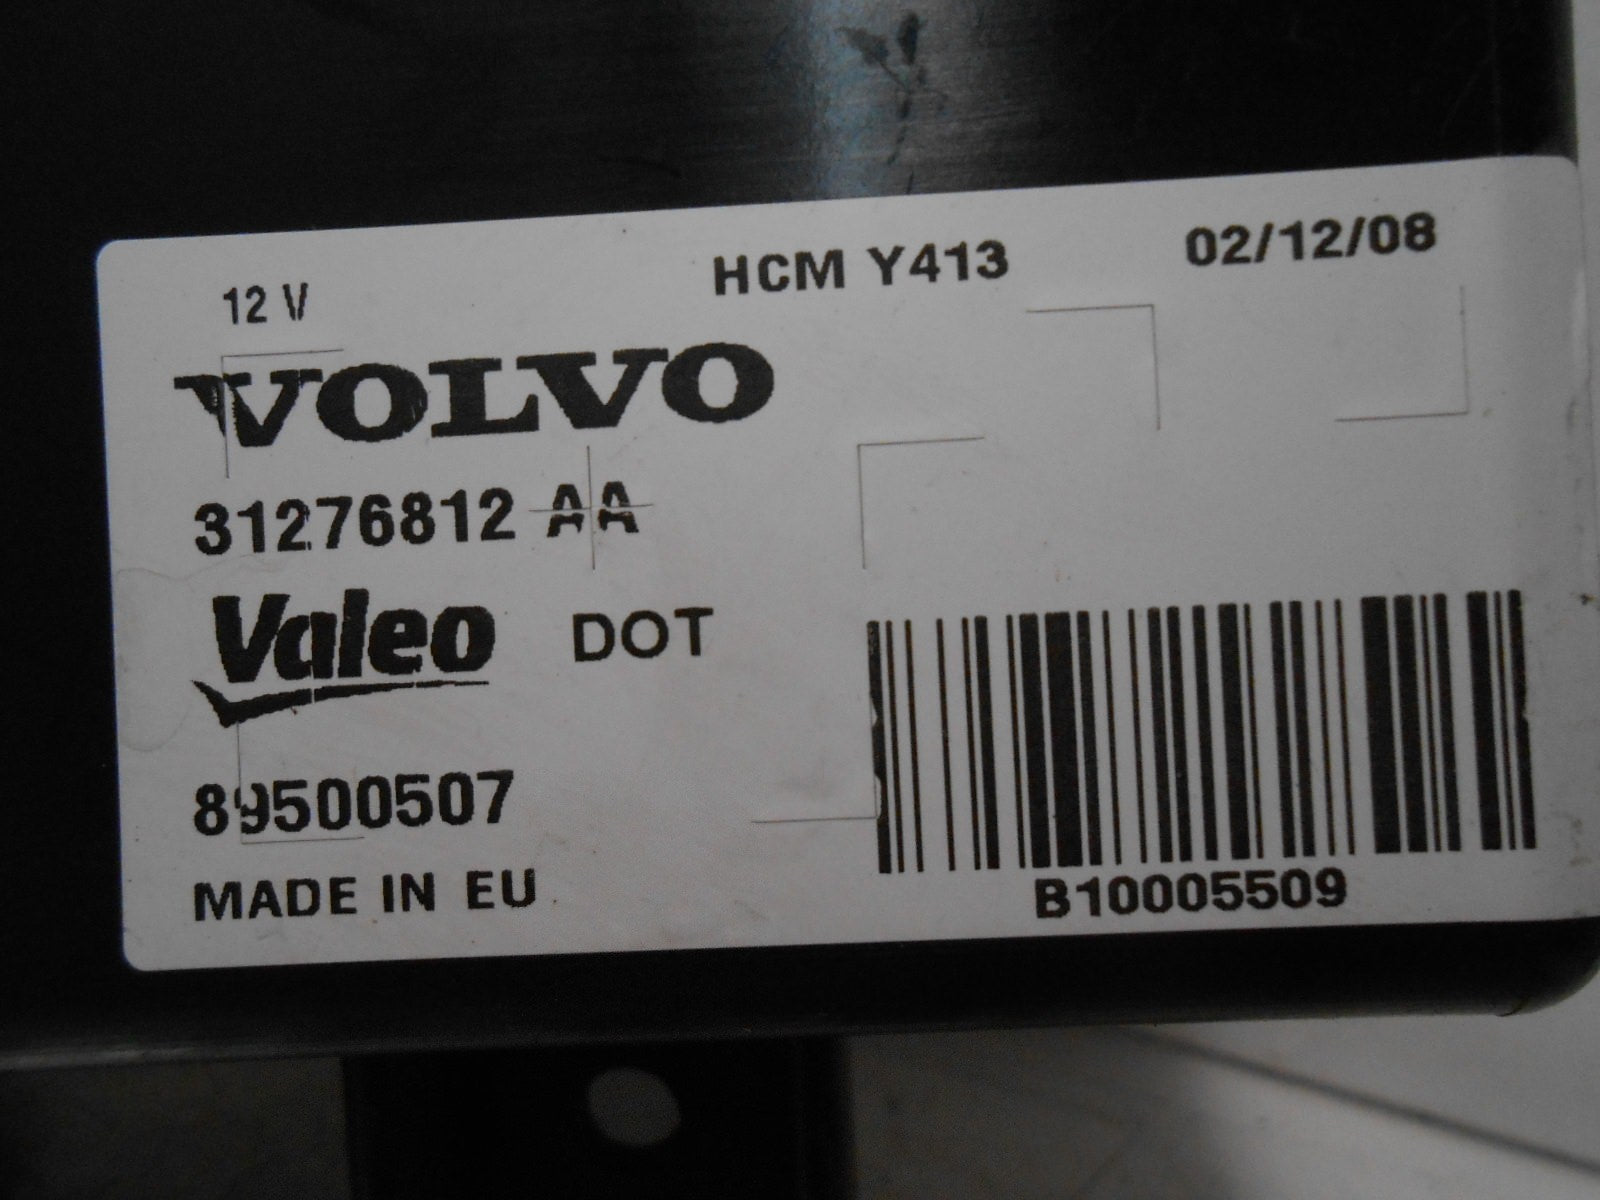 12 V HCM Y413 02/12/08
VOLVO
31276812 AA
Valeo DOT
89500507
MADE IN EU
B10005509